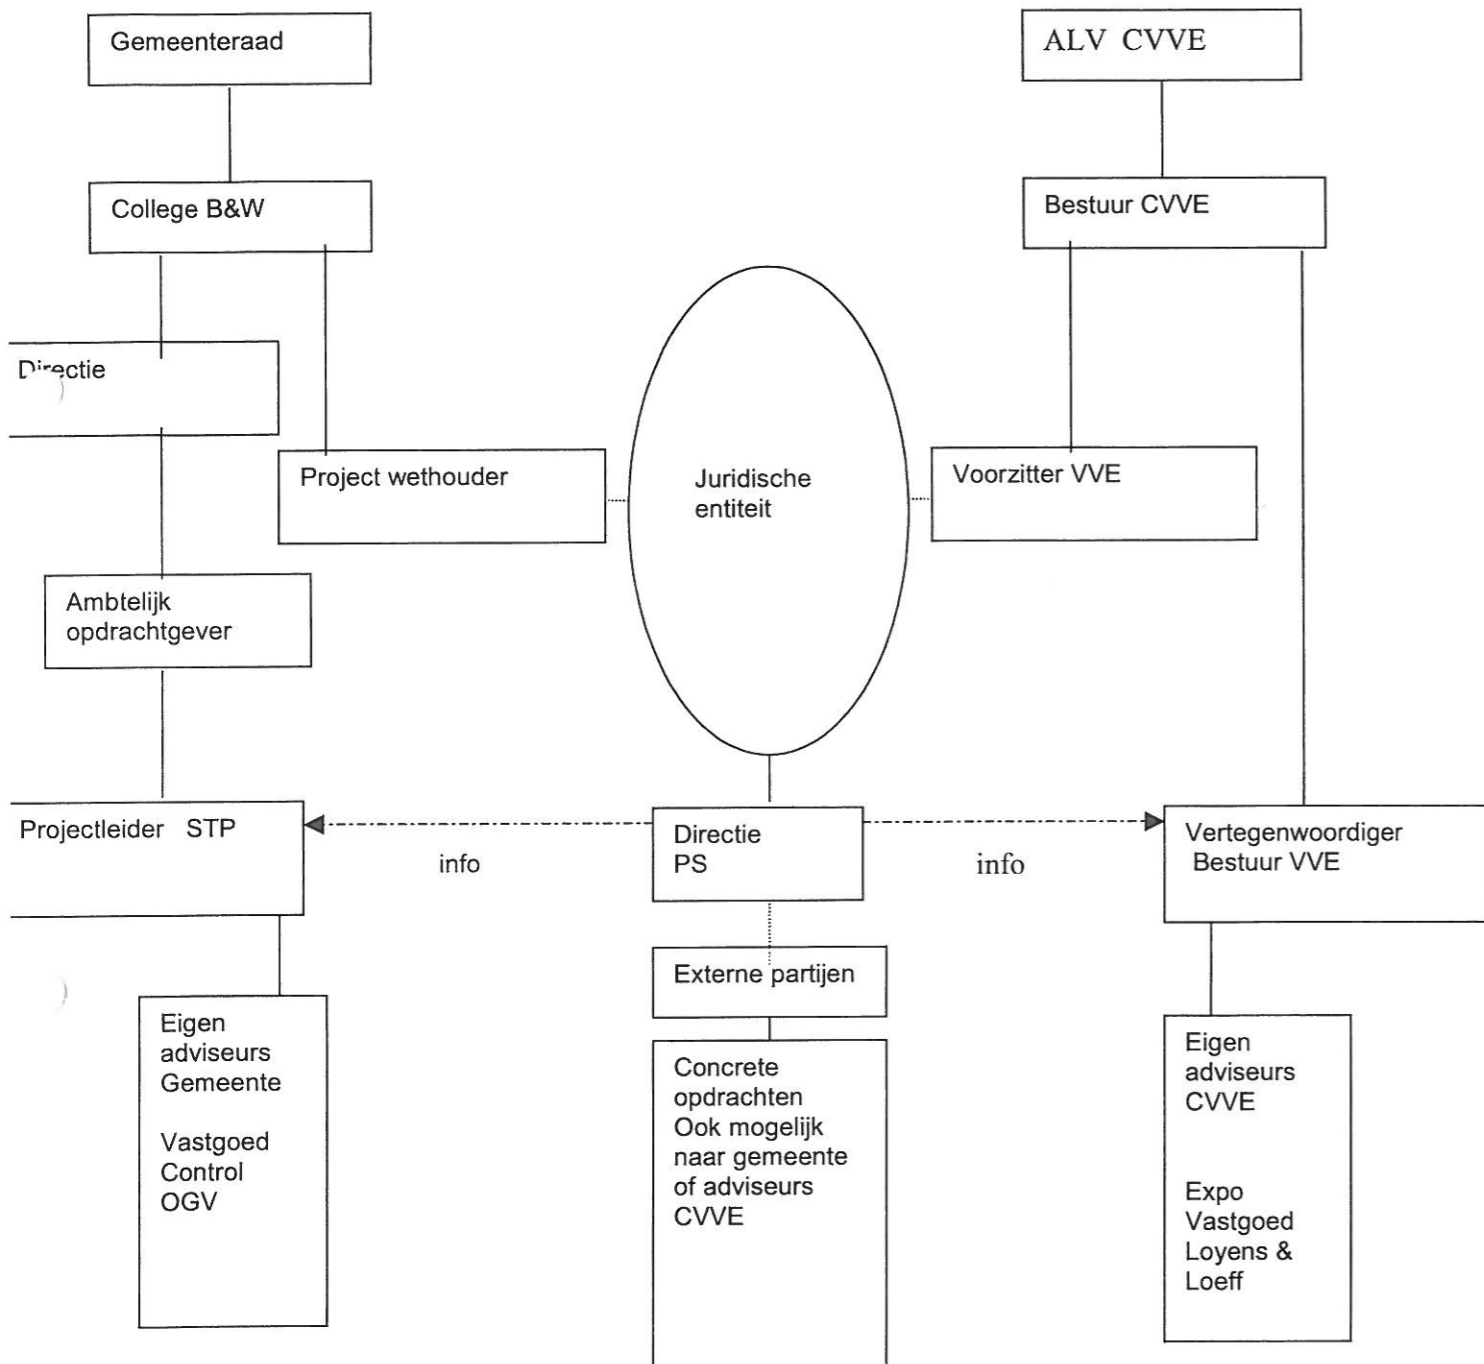 Gemeenteraad
ALV CVVE
College B&W
Bestuur CVVE
Directie
Project wethouder
Juridische
entiteit
Voorzitter VVE
Ambtelijk
opdrachtgever
Projectleider STP
info
Directie
PS
info
Vertegenwoordiger
Bestuur VVE
Externe partijen
Eigen
adviseurs
Gemeente
Vastgoed
Control
OGV
Concrete
opdrachten
Ook mogelijk
naar gemeente
of adviseurs
CVVE
Eigen
adviseurs
CVVE
Expo
Vastgoed
Loyens &
Loeff